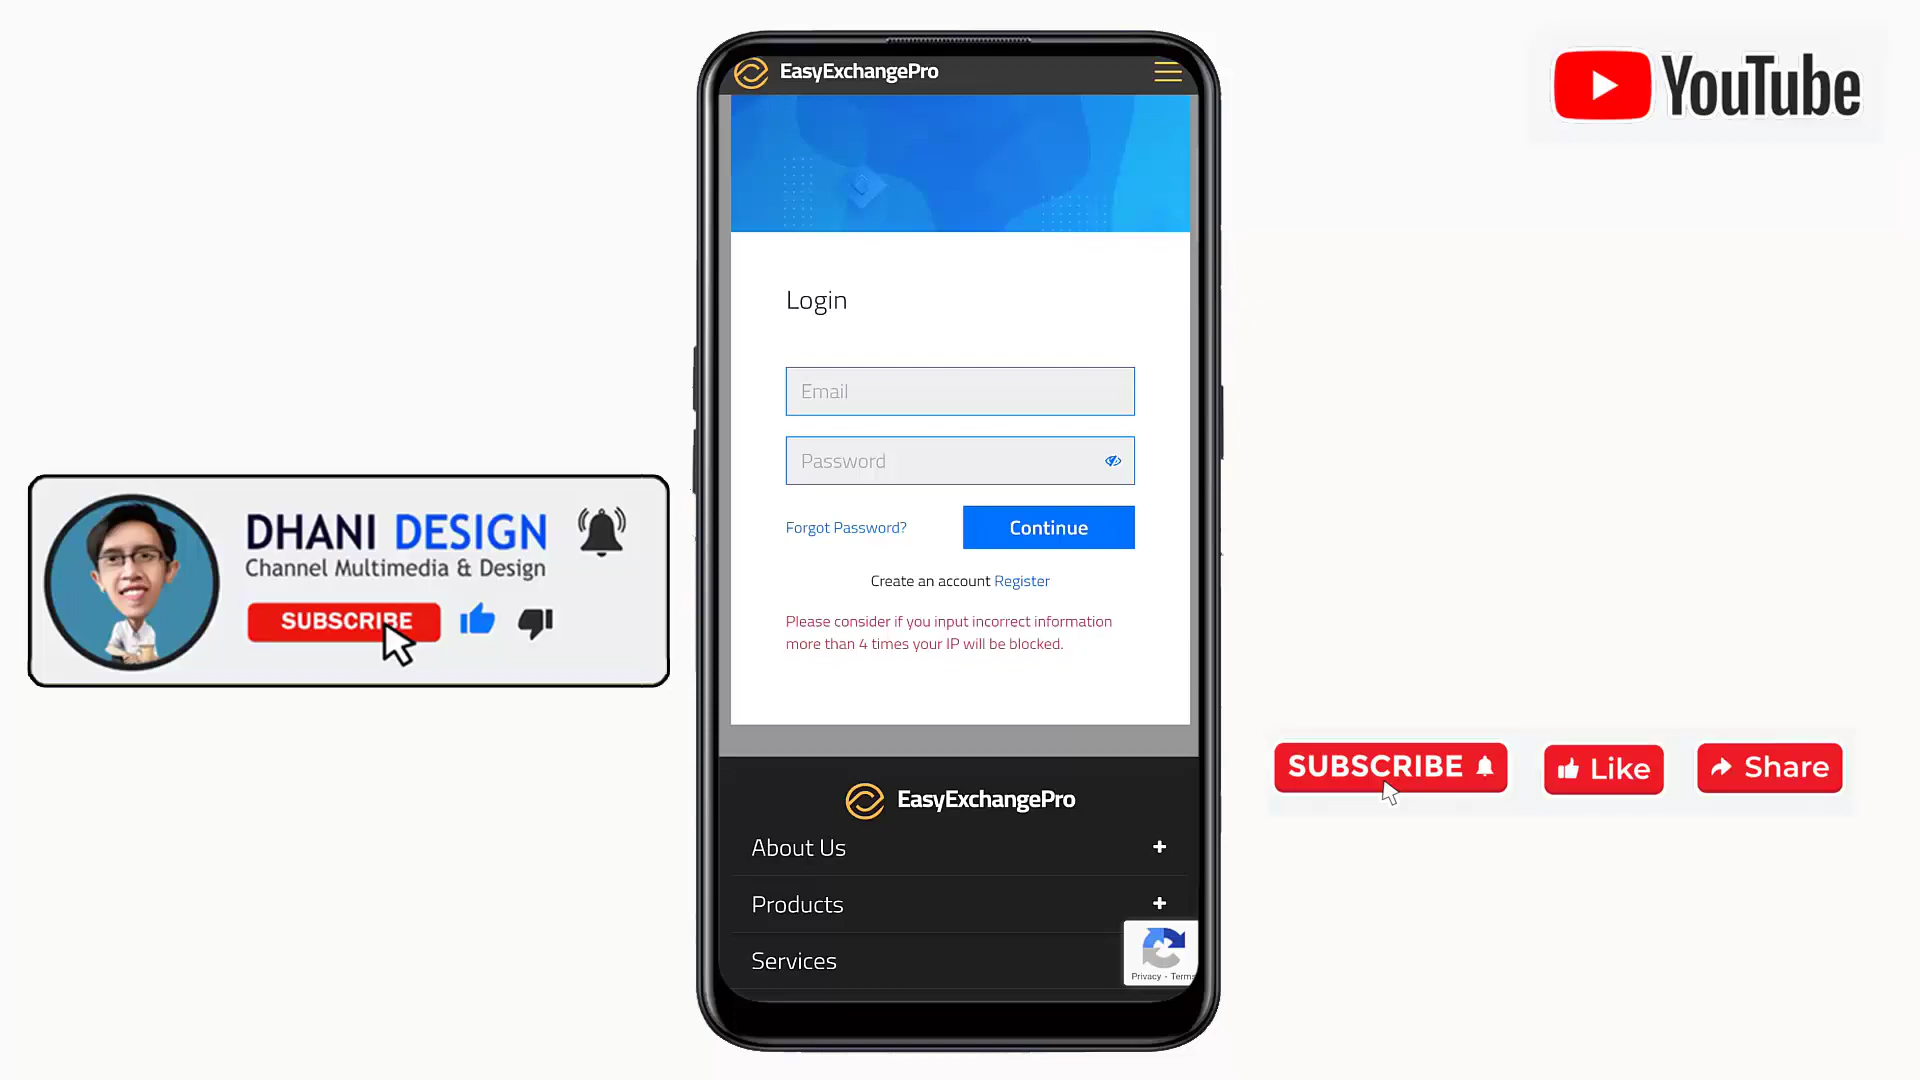 EasyExchangePro
YouTube
Login
Email
Password
Forgot Password?
Continue
Create an account Register
Please consider if you input incorrect information
more than 4 times your IP will be blocked.
DHANI DESIGN
Channel Multimedia & Design
SUBSCRIBE
SUBSCRIBE
Like
Share
EasyExchangePro
About Us +
Products +
Services
Privacy - Terms